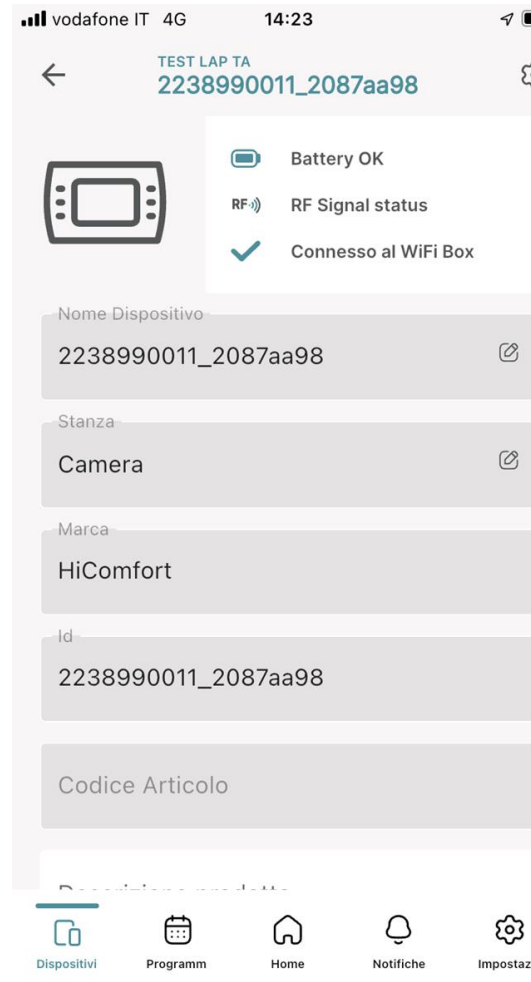 vodafone IT 4G 14:23
TEST LAP TA
2238990011_2087aa98
Battery OK
RF RF Signal status
Connesso al WiFi Box
Nome Dispositivo
2238990011_2087aa98
Stanza
Camera
Marca
HiComfort
Id
2238990011_2087aa98
Codice Articolo
Dispositivi Programm Home Notifiche Impostaz